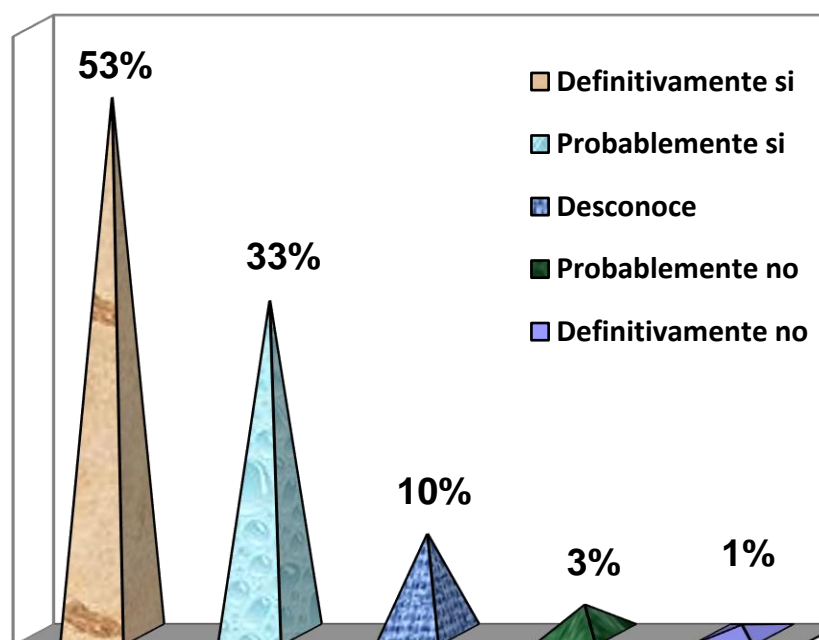 53%
33%
10%
3%
1%
Definitivamente si
Probablemente si
Desconoce
Probablemente no
Definitivamente no